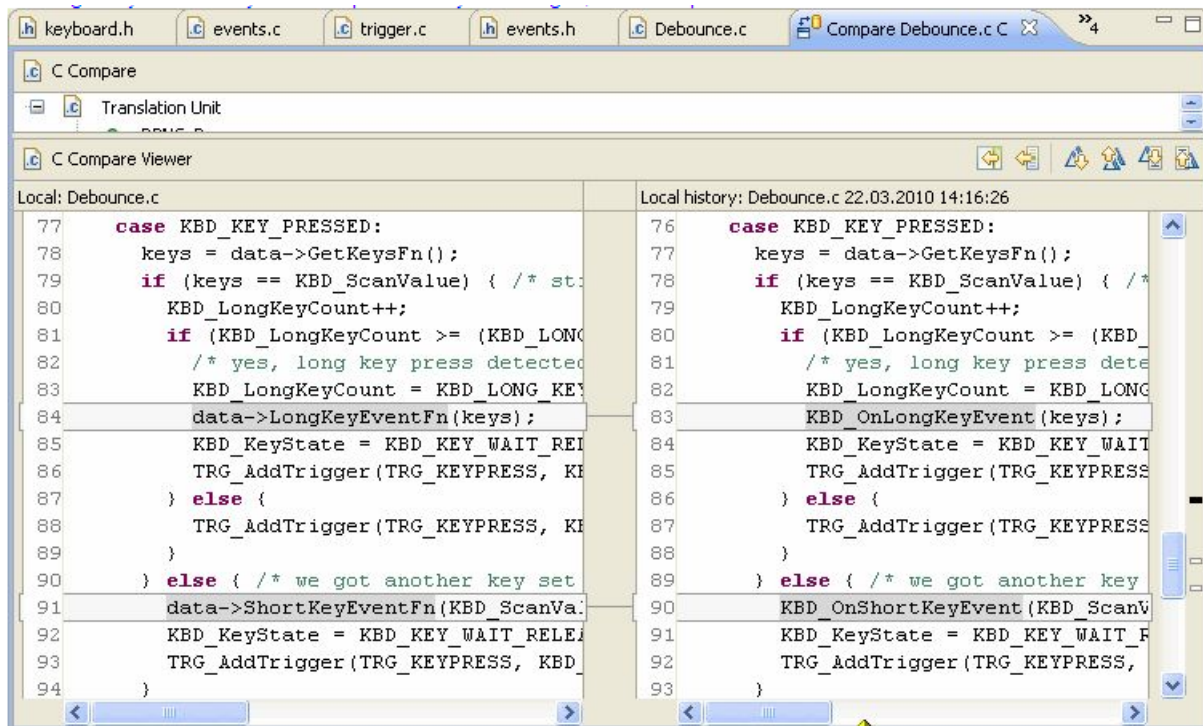 keyboard.h events.c trigger.c events.h Debounce.c Compare Debounce.c C »4
C Compare
Translation Unit
C Compare Viewer
Local: Debounce.c
77 case KBD_KEY_PRESSED:
78 keys = data->GetKeysFn();
79 if (keys == KBD_ScanValue) { /*
80 KBD_LongKeyCount++;
81 if (KBD_LongKeyCount >= (KBD_LONG
82 /* yes, long key press detected
83 KBD_LongKeyCount = KBD_LONG_KEY
84 data->LongKeyEventFn(keys);
85 KBD_KeyState = KBD_KEY_WAIT_REL
86 TRG_AddTrigger(TRG_KEYPRESS, K
87 } else {
88 TRG_AddTrigger(TRG_KEYPRESS, K
89 }
90 } else { /* we got another key set
91 data->ShortKeyEventFn(KBD_ScanVa
92 KBD_KeyState = KBD_KEY_WAIT_RELE
93 TRG_AddTrigger(TRG_KEYPRESS, KBD_
94 }
Local history: Debounce.c 22.03.2010 14:16:26
76 case KBD_KEY_PRESSED:
77 keys = data->GetKeysFn();
78 if (keys == KBD_ScanValue) { /*
79 KBD_LongKeyCount++;
80 if (KBD_LongKeyCount >= (KBD_
81 /* yes, long key press dete
82 KBD_LongKeyCount = KBD_LONG
83 KBD_OnLongKeyEvent(keys);
84 KBD_KeyState = KBD_KEY_WAIT
85 TRG_AddTrigger(TRG_KEYPRESS
86 } else {
87 TRG_AddTrigger(TRG_KEYPRESS
88 }
89 } else { /* we got another key
90 KBD_OnShortKeyEvent(KBD_ScanV
91 KBD_KeyState = KBD_KEY_WAIT_R
92 TRG_AddTrigger(TRG_KEYPRESS,
93 }